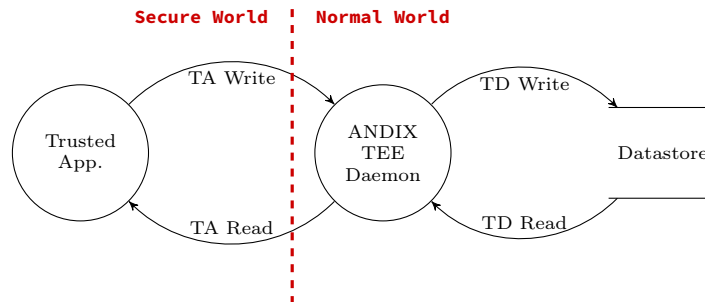 Secure World
Normal World
TA Write
TD Write
Trusted
App.
ANDIX
TEE
Daemon
Datastore
TA Read
TD Read